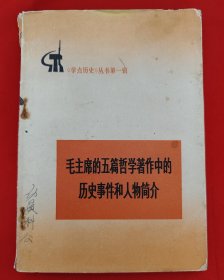 《学点历史》丛书第一辑
毛主席的五篇哲学著作中的
历史事件和人物简介